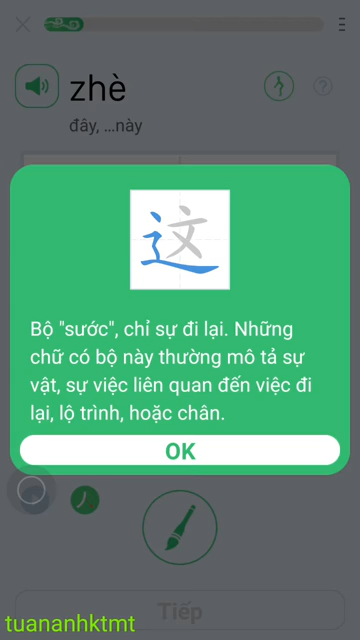 zhè
?
đây, ...này
这
Bộ "sước", chỉ sự đi lại. Những
chữ có bộ này thường mô tả sự
vật, sự việc liên quan đến việc đi
lại, lộ trình, hoặc chân.
OK
Tiếp
tuananhktmt